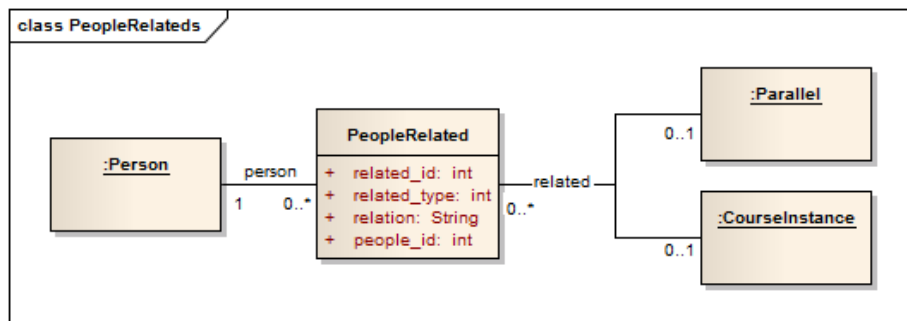 class PeopleRelateds
:Person
person
1
0..*
PeopleRelated
+ related_id: int
+ related_type: int
+ relation: String
+ people_id: int
related
0..*
:Parallel
0..1
:CourseInstance
0..1